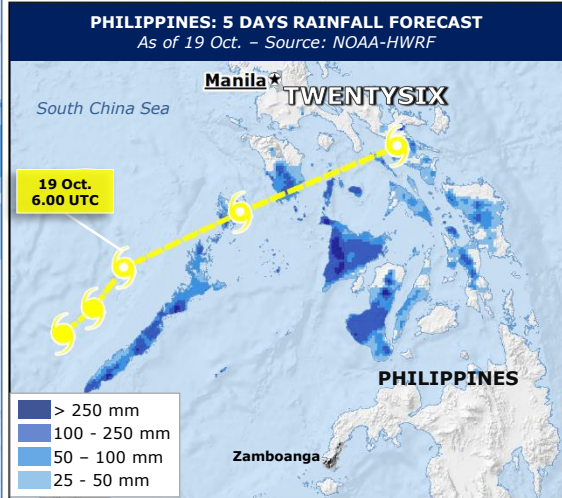 PHILIPPINES: 5 DAYS RAINFALL FORECAST
As of 19 Oct. – Source: NOAA-HWRF
Manila
TWENTYSIX
South China Sea
19 Oct.
6.00 UTC
PHILIPPINES
> 250 mm
100 - 250 mm
50 – 100 mm
25 - 50 mm
Zamboanga